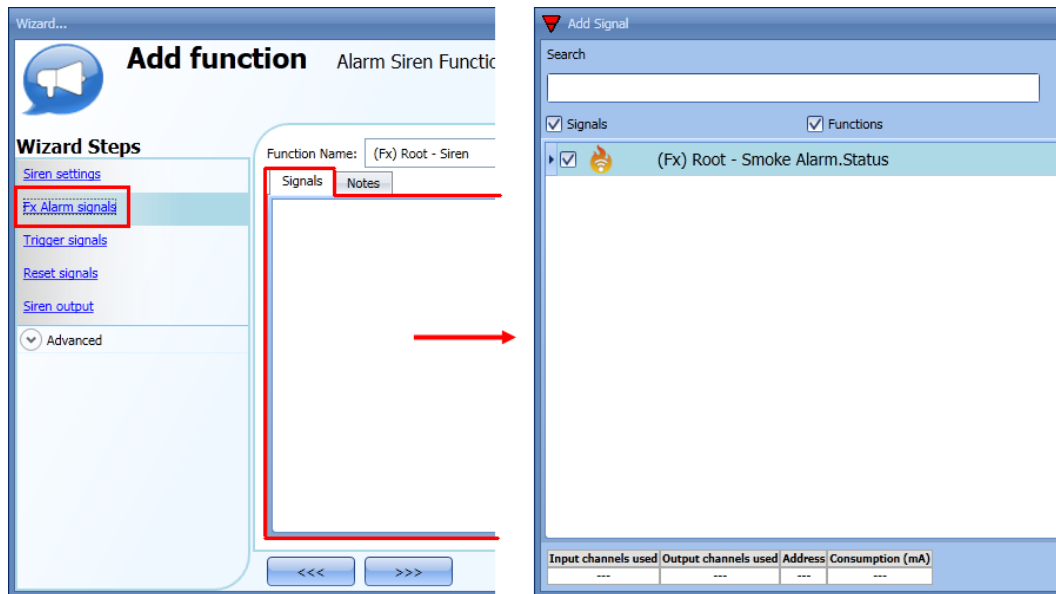 Wizard...
Add function Alarm Siren Functio
Wizard Steps
Siren settings
Fx Alarm signals
Trigger signals
Reset signals
Siren output
Advanced
Function Name: (Fx) Root - Siren
Signals Notes
<<< >>>
Add Signal
Search
Signals Functions
(Fx) Root - Smoke Alarm.Status
Input channels used Output channels used Address Consumption (mA)
--- --- --- ---